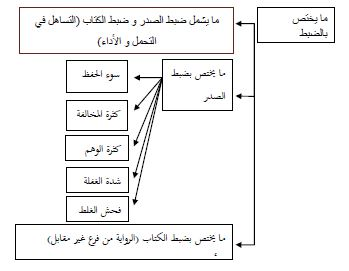 ما يختص
بالضبط
ما يشمل ضبط الصدر و ضبط الكتاب (التساهل في
التحمل و الأداء)
ما يختص بضبط
الصدر
سوء الحفظ
كثرة المخالفة
كثرة الوهم
شدة الغفلة
فحش الغلط
ما يختص بضبط الكتاب (الرواية من فرع غير مقابل)